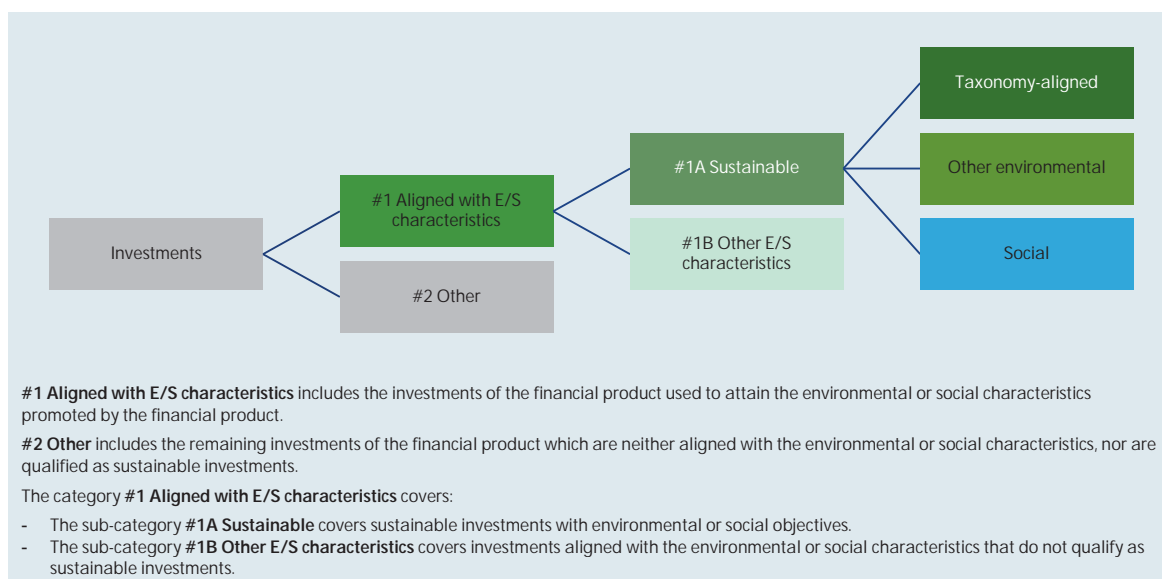 Taxonomy-aligned
#1A Sustainable
Other environmental
#1 Aligned with E/S
characteristics
#1B Other E/S
characteristics
Investments
Social
#2 Other
#1 Aligned with E/S characteristics includes the investments of the financial product used to attain the environmental or social characteristics
promoted by the financial product.
#2 Other includes the remaining investments of the financial product which are neither aligned with the environmental or social characteristics, nor are
qualified as sustainable investments.
The category #1 Aligned with E/S characteristics covers:
- The sub-category #1A Sustainable covers sustainable investments with environmental or social objectives.
- The sub-category #1B Other E/S characteristics covers investments aligned with the environmental or social characteristics that do not qualify as
sustainable investments.